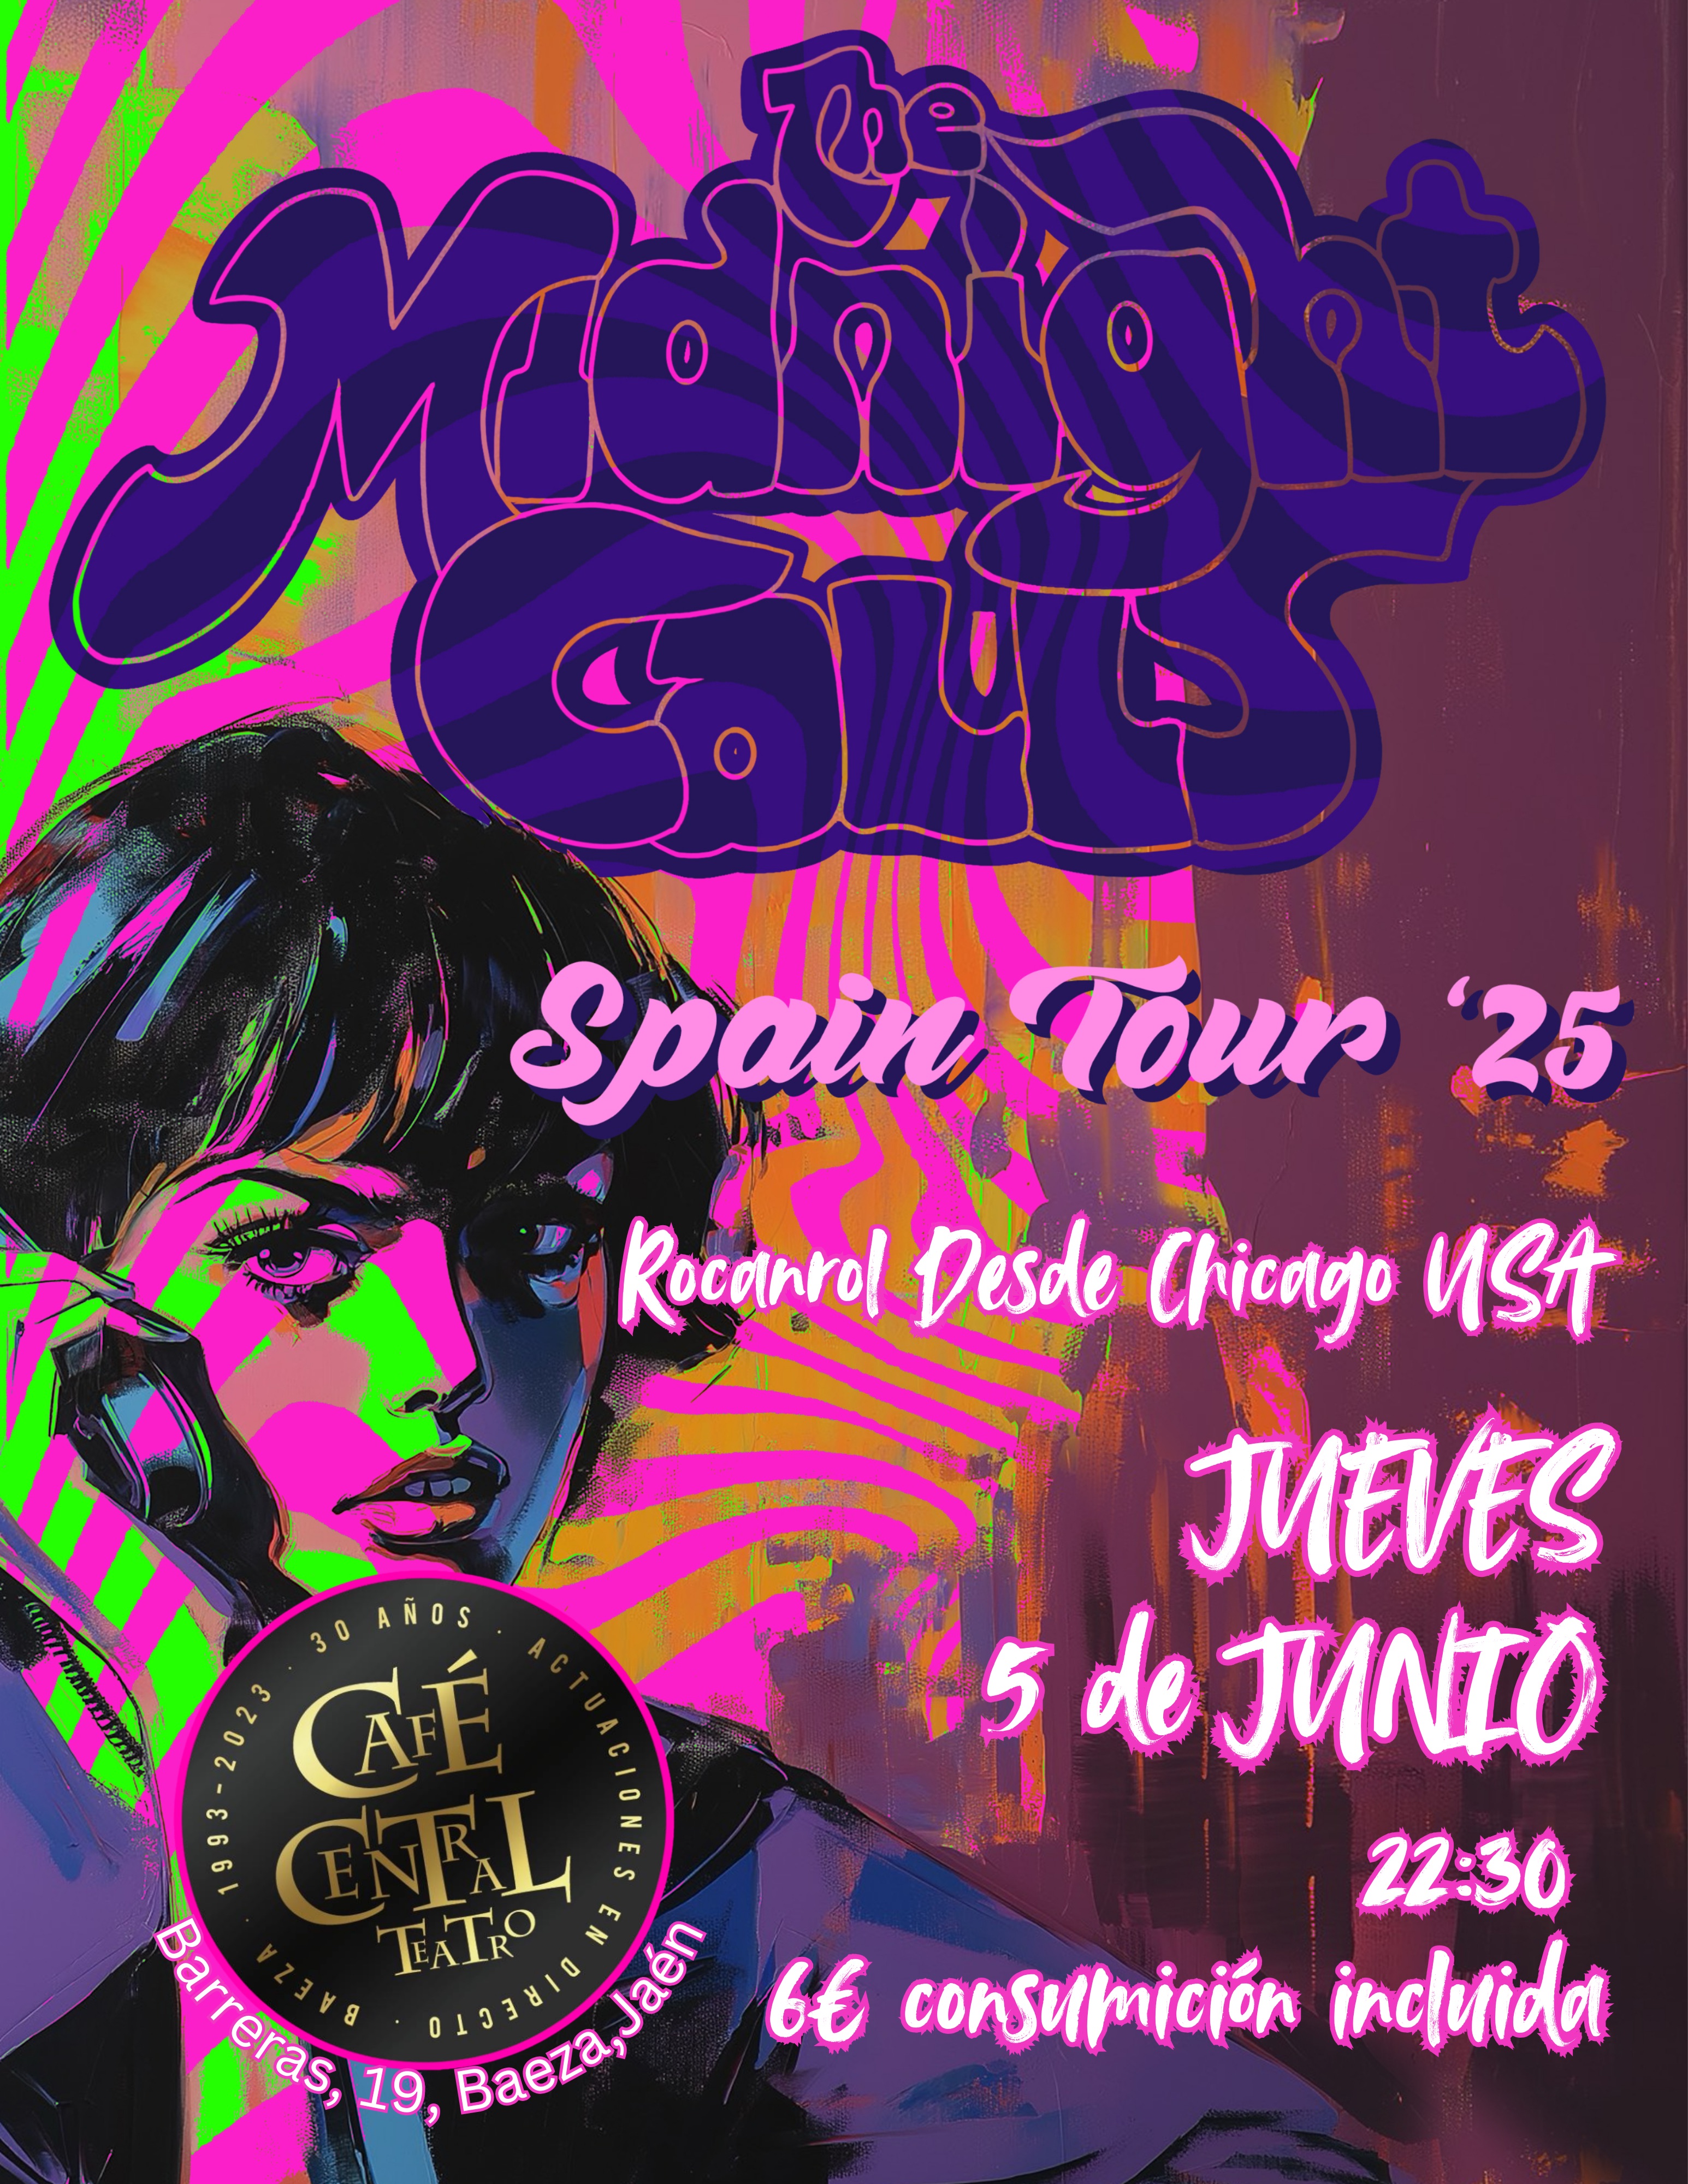 The
Midnight
Calls
Spain Tour '25
Rocanrol Desde Chicago USA
JUEVES
5 de JUNIO
22:30
6€ consumición incluida
1993-2023 · 30 AÑOS · ACTUACIONES EN DIRECTO · BAEZA ·
CAFÉ
CENTRAL
TEATRO
Barreras, 19, Baeza,Jaén